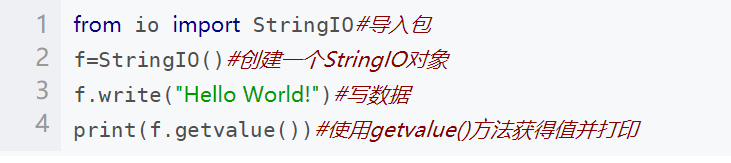 1 from io import StringIO#导入包
2 f=StringIO()#创建一个StringIO对象
3 f.write("Hello World!")#写数据
4 print(f.getvalue())#使用getvalue()方法获得值并打印